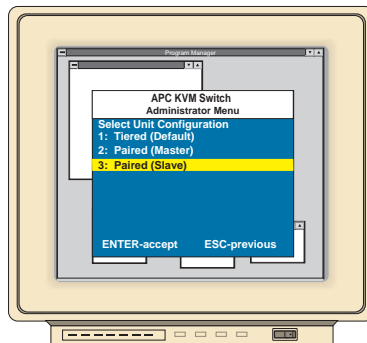 Program Manager
APC KVM Switch
Administrator Menu
Select Unit Configuration
1: Tiered (Default)
2: Paired (Master)
3: Paired (Slave)
ENTER-accept ESC-previous